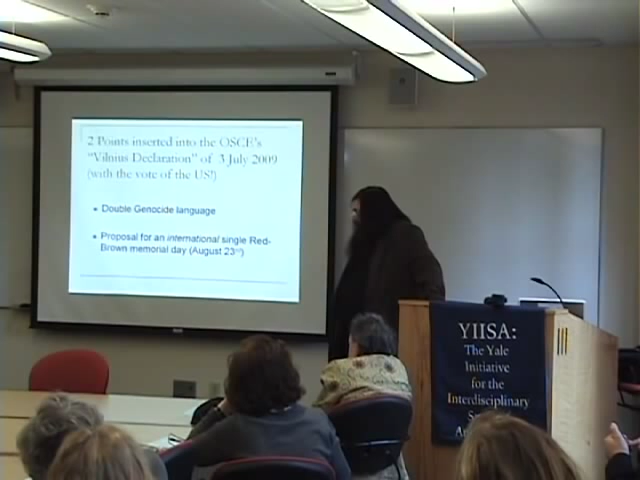 2 Points inserted into the OSCE's
"Vilnius Declaration" of 3 July 2009
(with the vote of the US!)
Double Genocide language
Proposal for an international single Red-
Brown memorial day (August 23rd)
YIISA:
The Yale
Initiative
for the
Interdisciplinary